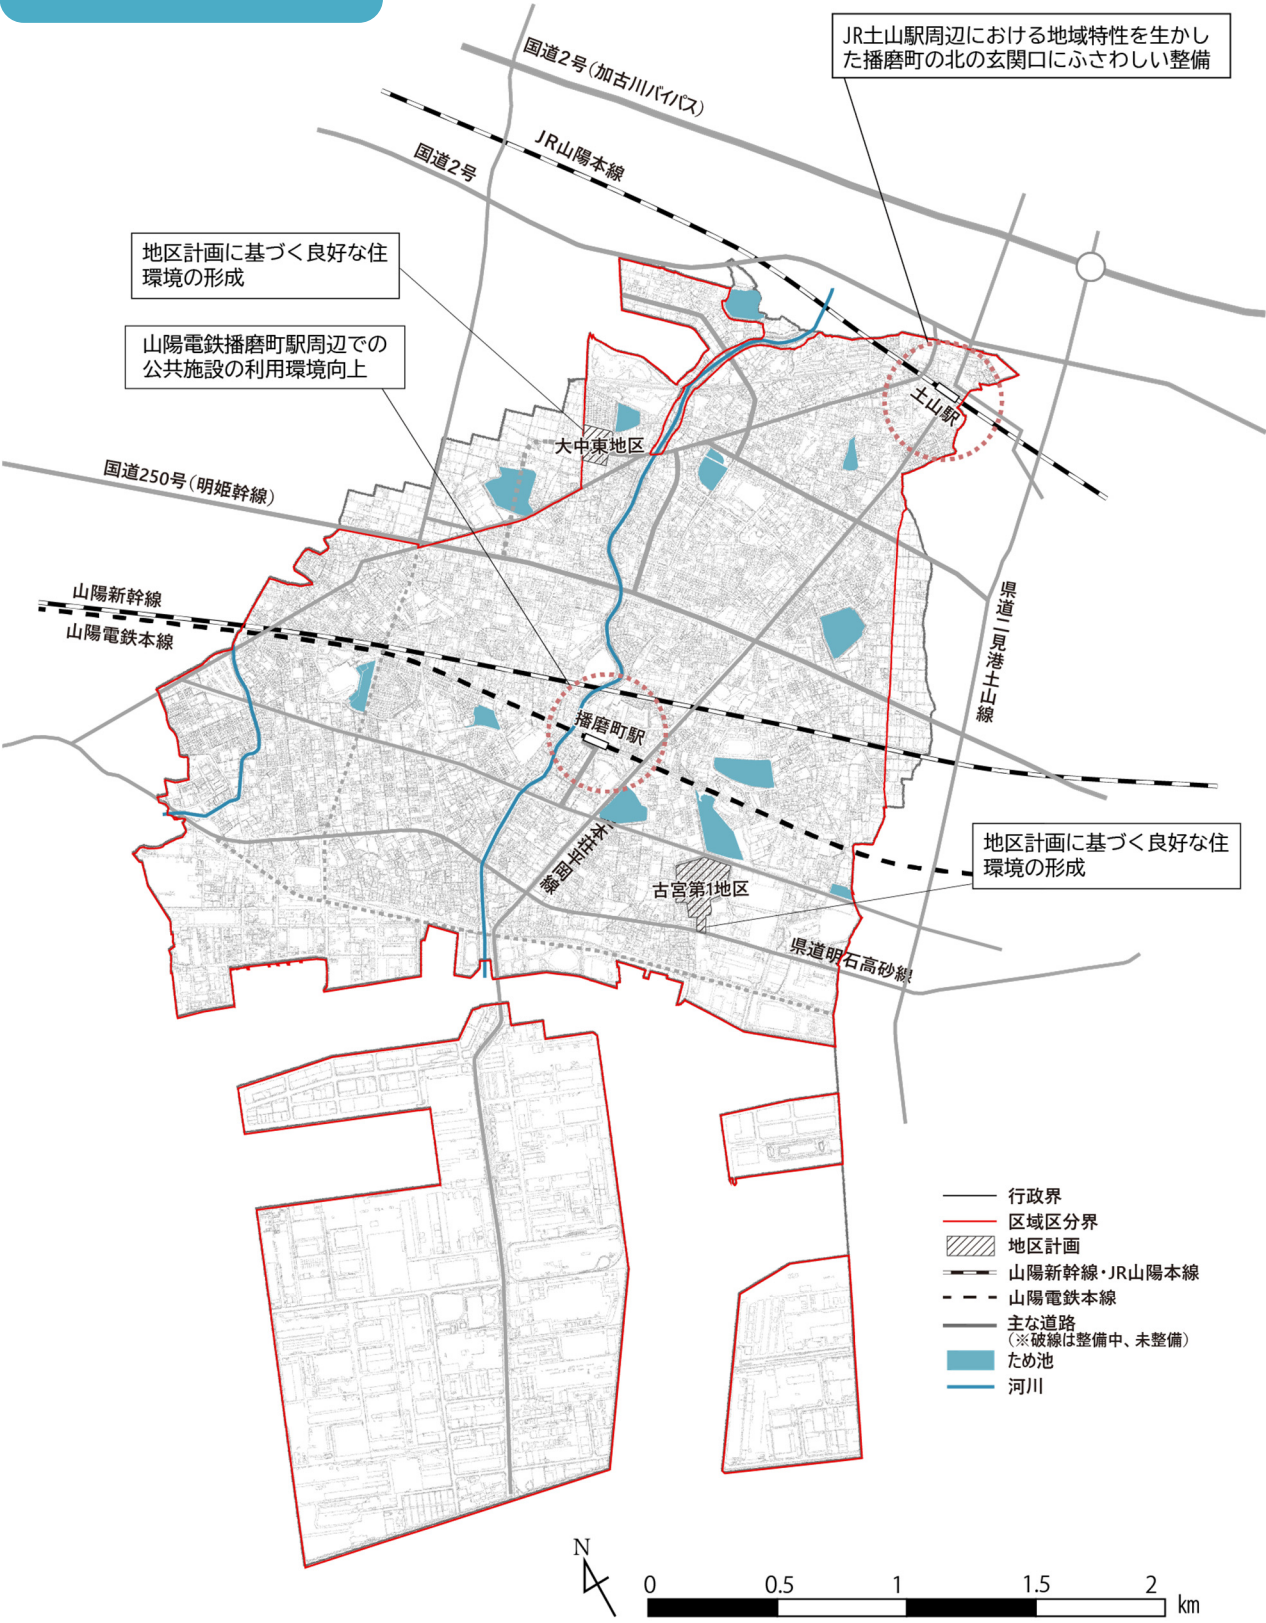 JR土山駅周辺における地域特性を生かし
た播磨町の北の玄関口にふさわしい整備
国道2号(加古川バイパス)
JR山陽本線
国道2号
地区計画に基づく良好な住
環境の形成
山陽電鉄播磨町駅周辺での
公共施設の利用環境向上
土山駅
大中東地区
国道250号(明姫幹線)
山陽新幹線
山陽電鉄本線
県道二見港土山線
播磨町駅
本荘平岡線
地区計画に基づく良好な住
環境の形成
古宮第1地区
県道明石高砂線
行政界
区域区分界
地区計画
山陽新幹線・JR山陽本線
山陽電鉄本線
主な道路
(※破線は整備中、未整備)
ため池
河川
N
0 0.5 1 1.5 2 km